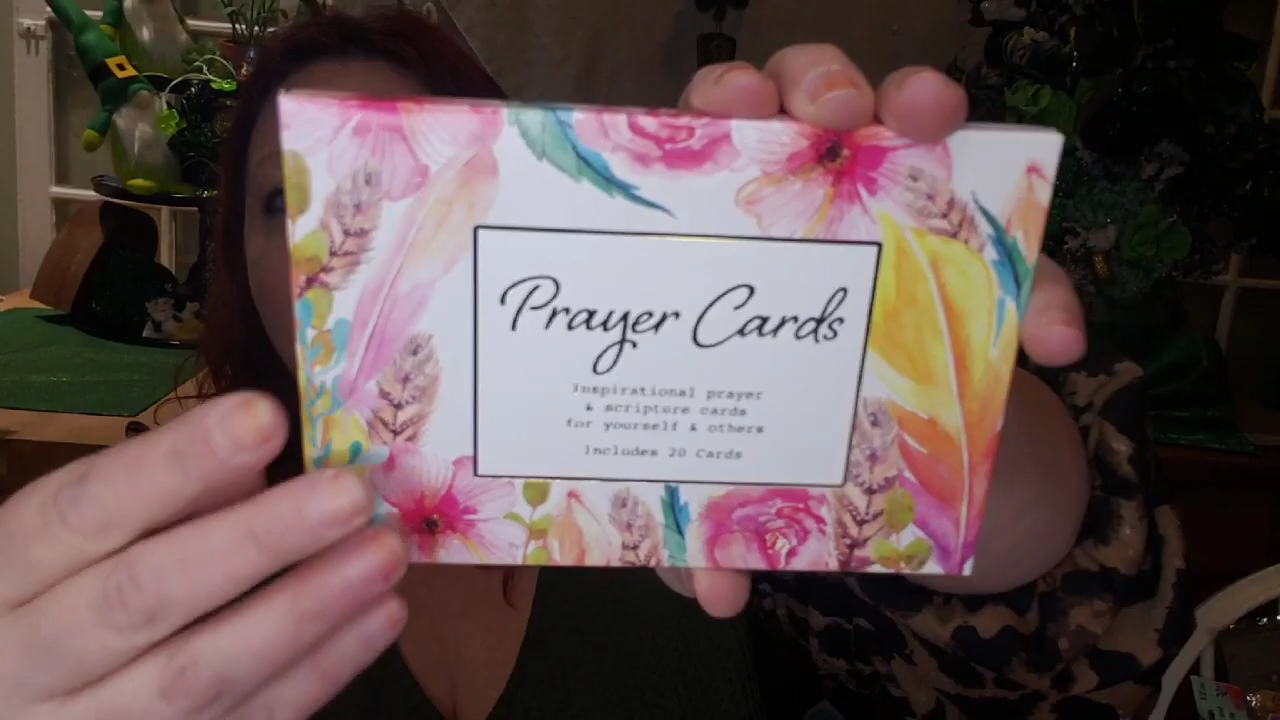 Prayer Cards
Inspirational prayer
& scripture cards
for yourself & others
Includes 20 Cards